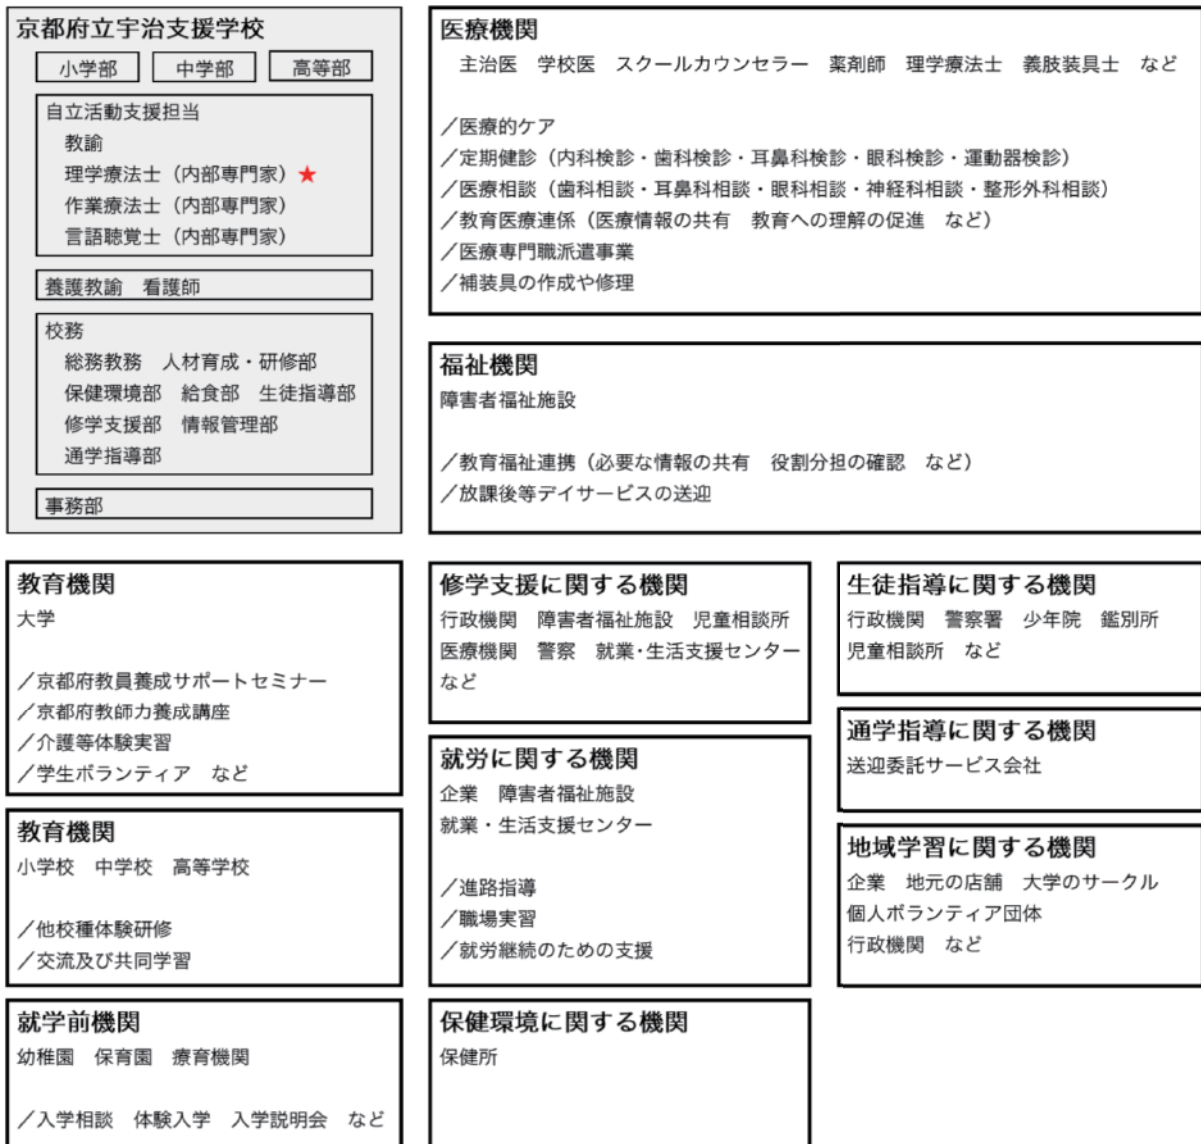 京都府立宇治支援学校
小学部 中学部 高等部
自立活動支援担当
教諭
理学療法士（内部専門家）★
作業療法士（内部専門家）
言語聴覚士（内部専門家）
養護教諭 看護師
校務
総務教務 人材育成・研修部
保健環境部 給食部 生徒指導部
修学支援部 情報管理部
通学指導部
事務部
医療機関
主治医 学校医 スクールカウンセラー 薬剤師 理学療法士 義肢装具士 など
／医療的ケア
／定期健診（内科検診・歯科検診・耳鼻科検診・眼科検診・運動器検診）
／医療相談（歯科相談・耳鼻科相談・眼科相談・神経科相談・整形外科相談）
／教育医療連係（医療情報の共有 教育への理解の促進 など）
／医療専門職派遣事業
／補装具の作成や修理
福祉機関
障害者福祉施設
／教育福祉連携（必要な情報の共有 役割分担の確認 など）
／放課後等デイサービスの送迎
教育機関
大学
／京都府教員養成サポートセミナー
／京都府教師力養成講座
／介護等体験実習
／学生ボランティア など
教育機関
小学校 中学校 高等学校
／他校種体験研修
／交流及び共同学習
就学前機関
幼稚園 保育園 療育機関
／入学相談 体験入学 入学説明会 など
修学支援に関する機関
行政機関 障害者福祉施設 児童相談所
医療機関 警察 就業・生活支援センター
など
就労に関する機関
企業 障害者福祉施設
就業・生活支援センター
／進路指導
／職場実習
／就労継続のための支援
保健環境に関する機関
保健所
生徒指導に関する機関
行政機関 警察署 少年院 鑑別所
児童相談所 など
通学指導に関する機関
送迎委託サービス会社
地域学習に関する機関
企業 地元の店舗 大学のサークル
個人ボランティア団体
行政機関 など